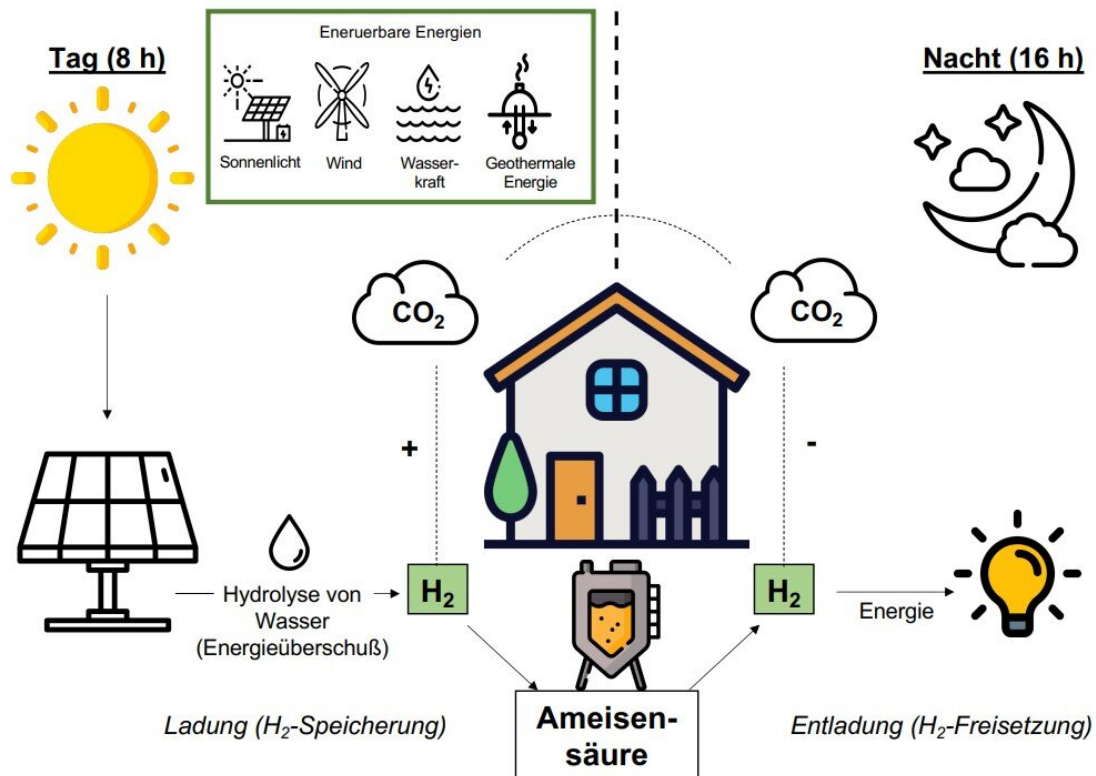 Tag (8 h)
Eneruerbare Energien
Sonnenlicht
Wind
Wasser-
kraft
Geothermale
Energie
Nacht (16 h)
CO₂
CO₂
+
-
Hydrolyse von
Wasser
(Energieüberschuß)
H₂
H₂
Energie
Ladung (H₂-Speicherung)
Ameisen-
säure
Entladung (H₂-Freisetzung)